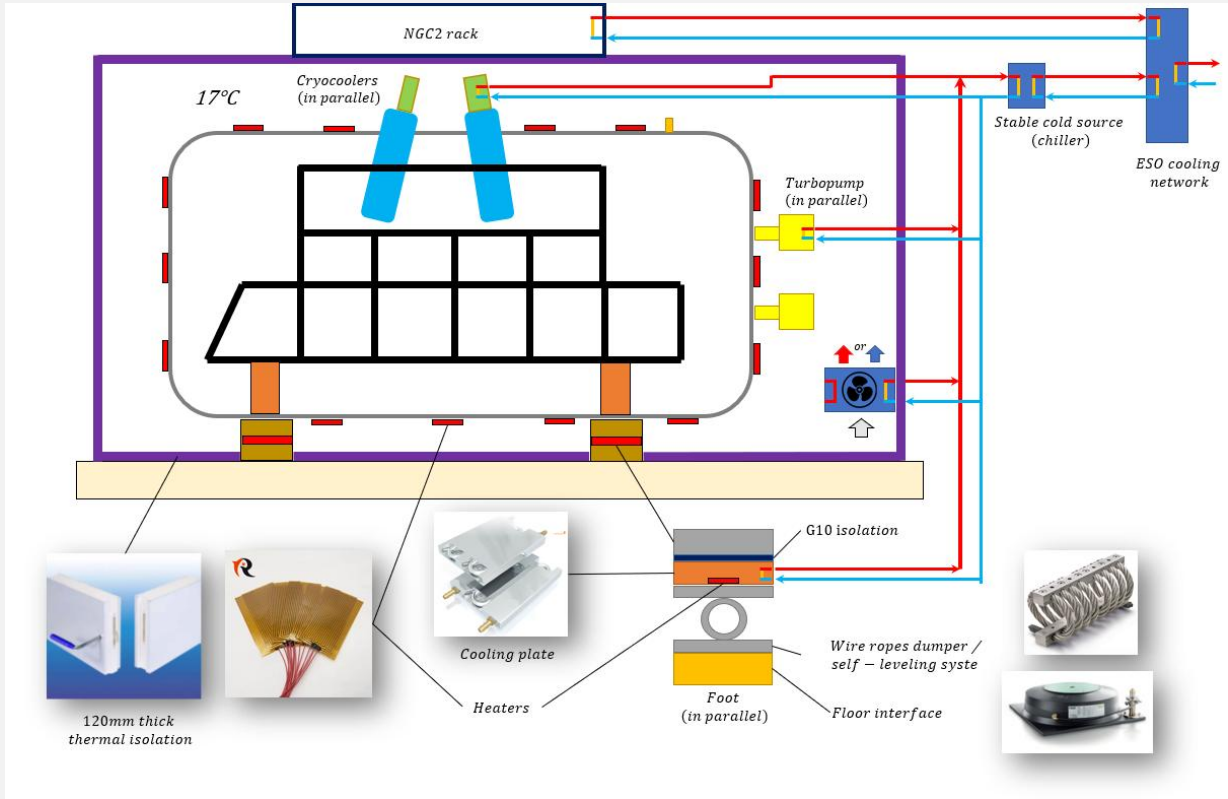 NGC2 rack
Cryocoolers
(in parallel)
17°C
Stable cold source
(chiller)
ESO cooling
network
Turbopump
(in parallel)
or
G10 isolation
R
Cooling plate
Wire ropes dumper /
self − leveling syste
Heaters
Foot
(in parallel)
Floor interface
120mm thick
thermal isolation